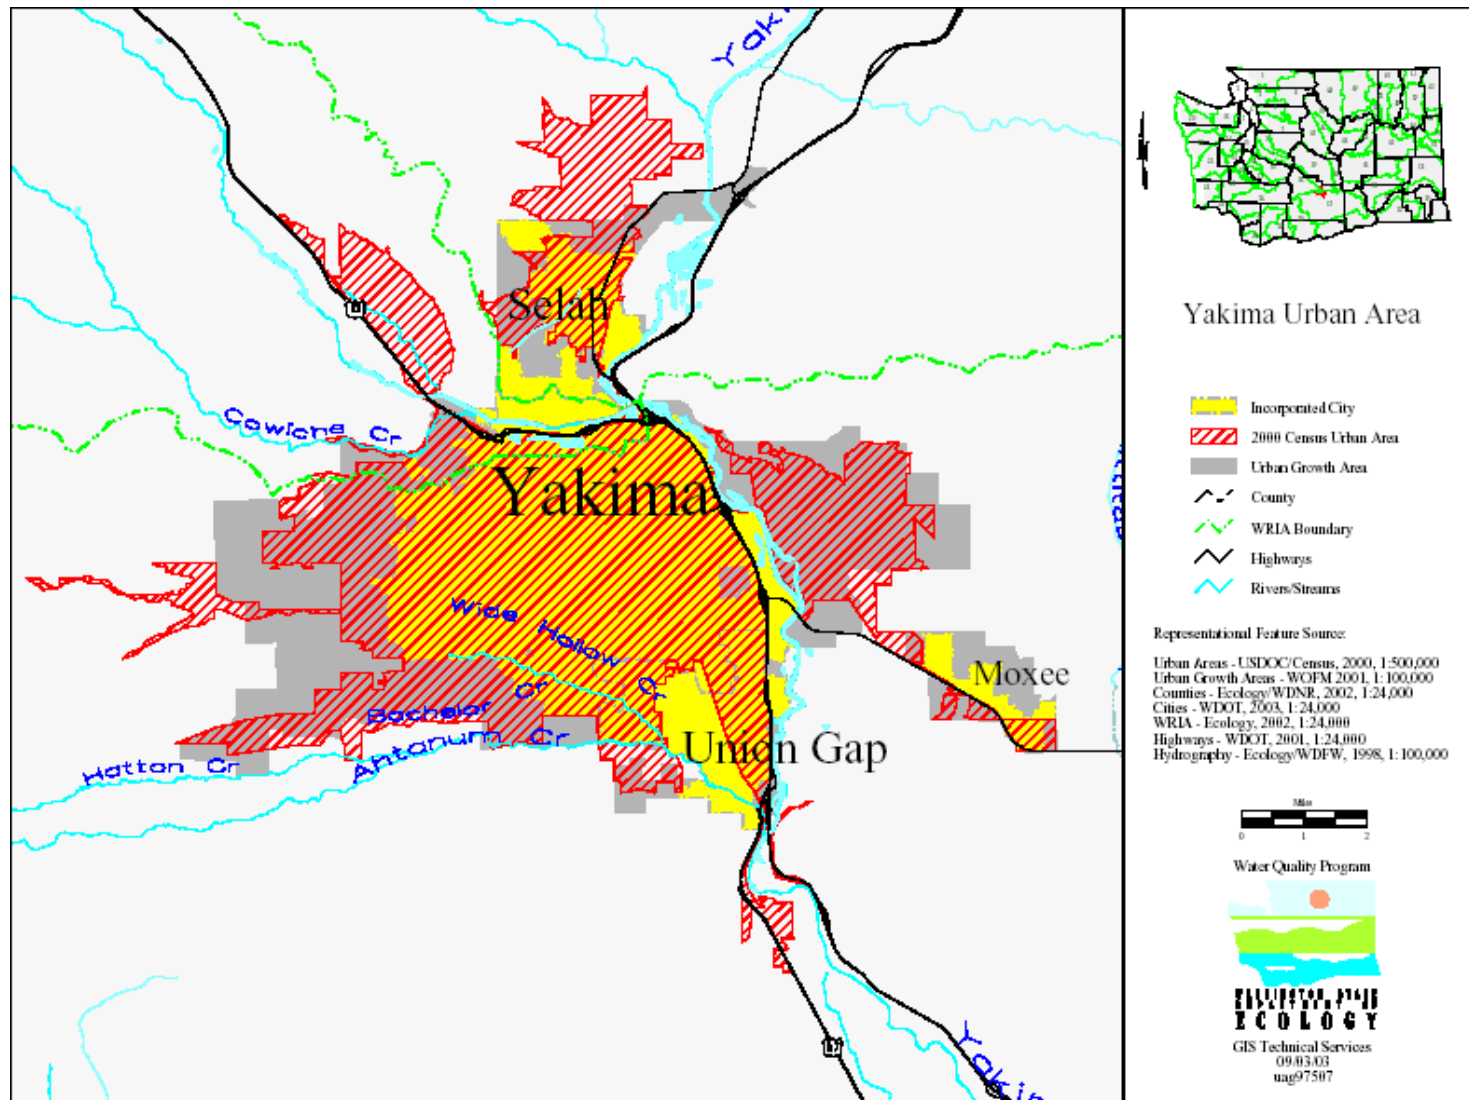 Yaki
Selah
Cowiche Cr
Yakima
Wide Hollow Cr
Moxee
Bachelor Cr
Union Gap
Hatton Cr
Ahtanum Cr
Yakin
Yakima Urban Area
Incorporated City
2000 Census Urban Area
Urban Growth Area
County
WRIA Boundary
Highways
Rivers/Streams
Representational Feature Source:
Urban Areas - USDOC/Census, 2000, 1:500,000
Urban Growth Areas - WOFM 2001, 1:100,000
Counties - Ecology/WDNR, 2002, 1:24,000
Cities - WDOT, 2003, 1:24,000
WRIA - Ecology, 2002, 1:24,000
Highways - WDOT, 2001, 1:24,000
Hydrography - Ecology/WDFW, 1998, 1:100,000
Miles
0 1 2
Water Quality Program
ECOLOGY
GIS Technical Services
09/03/03
uag97507